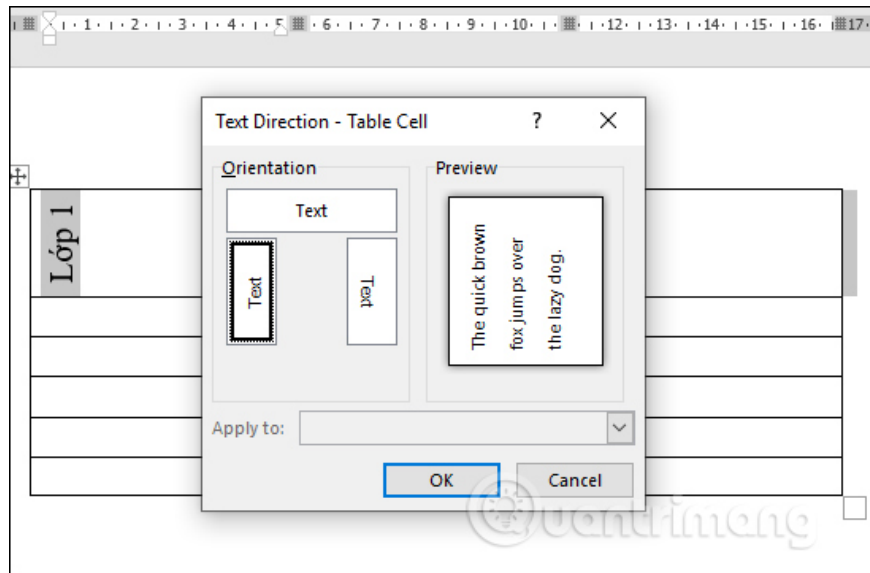 1 2 3 4 5 6 7 8 9 10 12 13 14 15 16 17
Text Direction - Table Cell ?
Orientation
Preview
Text
Text
Text
The quick brown
fox jumps over
the lazy dog.
Lớp 1
Apply to:
OK
Cancel
Quantrimang